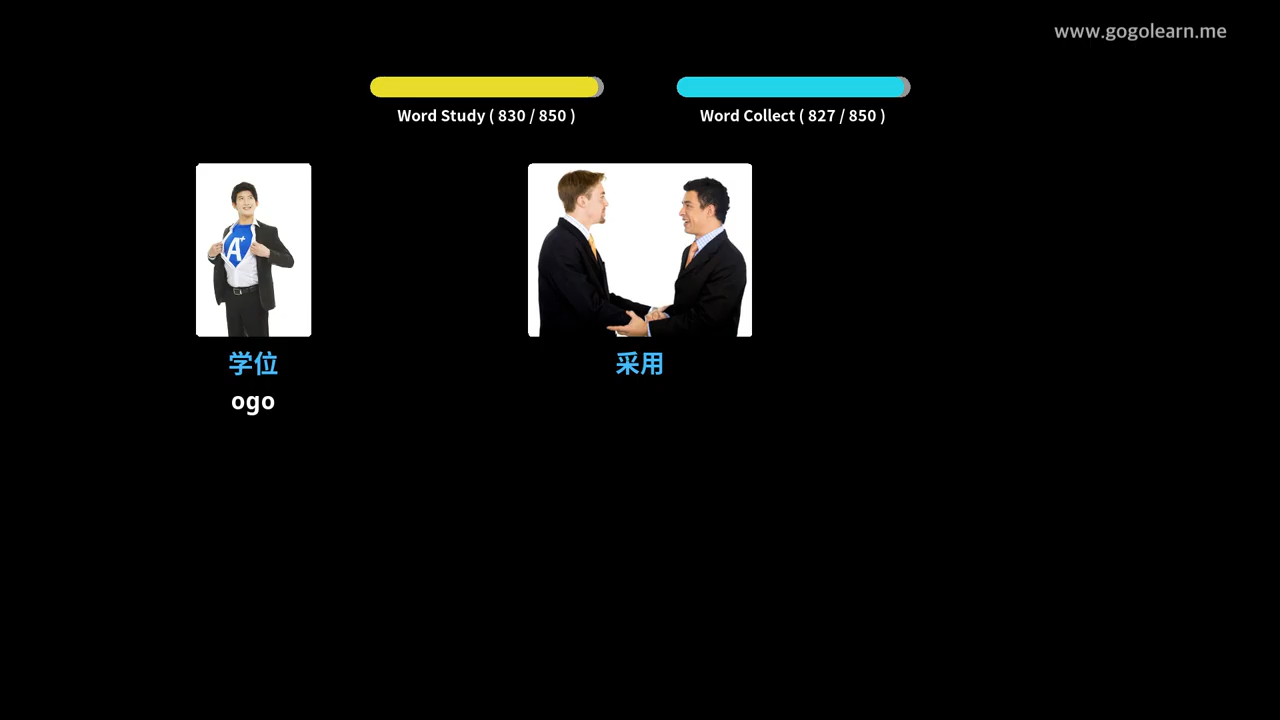 www.gogolearn.me
Word Study ( 830 / 850 )
Word Collect ( 827 / 850 )
A+
学位
采用
ogo